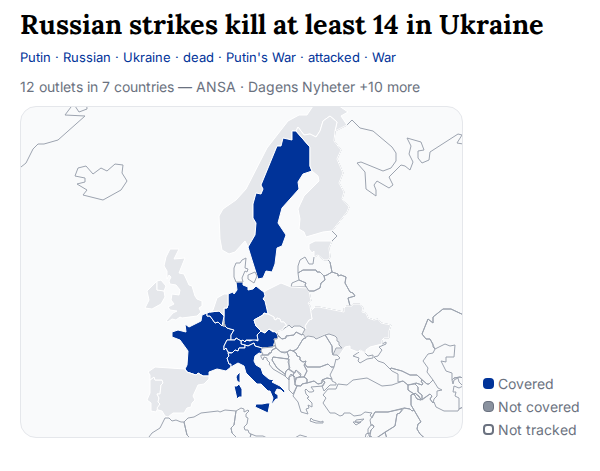 Russian strikes kill at least 14 in Ukraine
Putin · Russian · Ukraine · dead · Putin's War · attacked · War
12 outlets in 7 countries — ANSA · Dagens Nyheter +10 more
Covered
Not covered
Not tracked